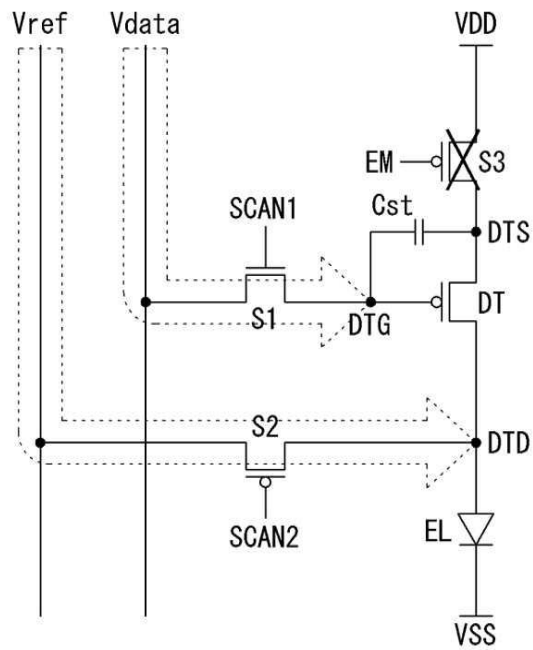 Vref Vdata VDD
EM S3
Cst
SCAN1
DTS
DT
S1 DTG
S2
DTD
SCAN2 EL
VSS